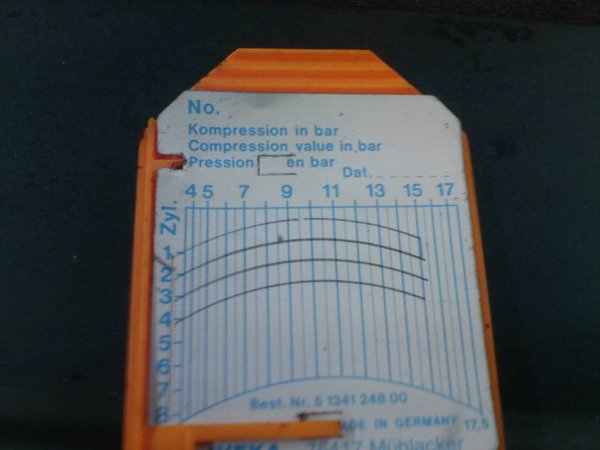 No.
Kompression in bar
Compression value in bar
Pression en bar
Dat.
4 5 7 9 11 13 15 17
Zyl.
1
2
3
4
5
6
7
8
Best. Nr. 5 1341 248 00
MADE IN GERMANY 17,5
75417 Mühlacker